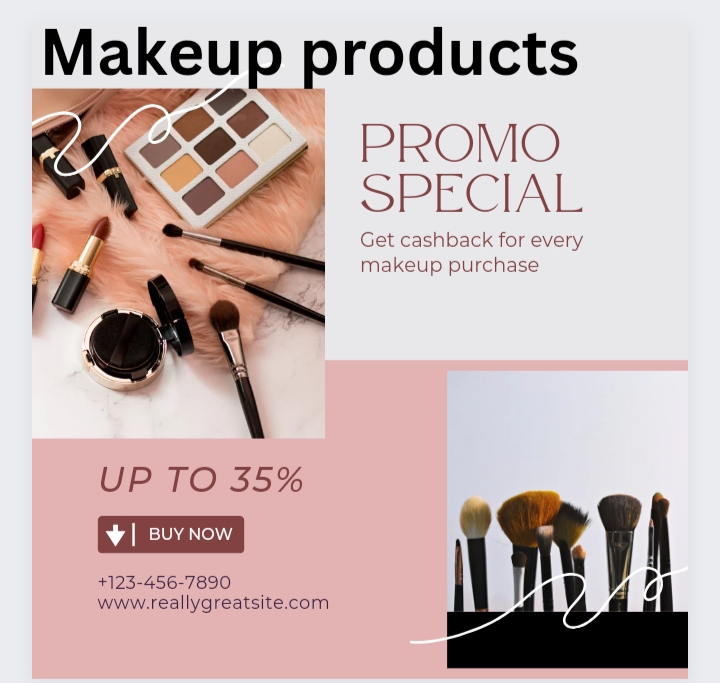 Makeup products
PROMO
SPECIAL
Get cashback for every
makeup purchase
UP TO 35%
BUY NOW
+123-456-7890
www.reallygreatsite.com